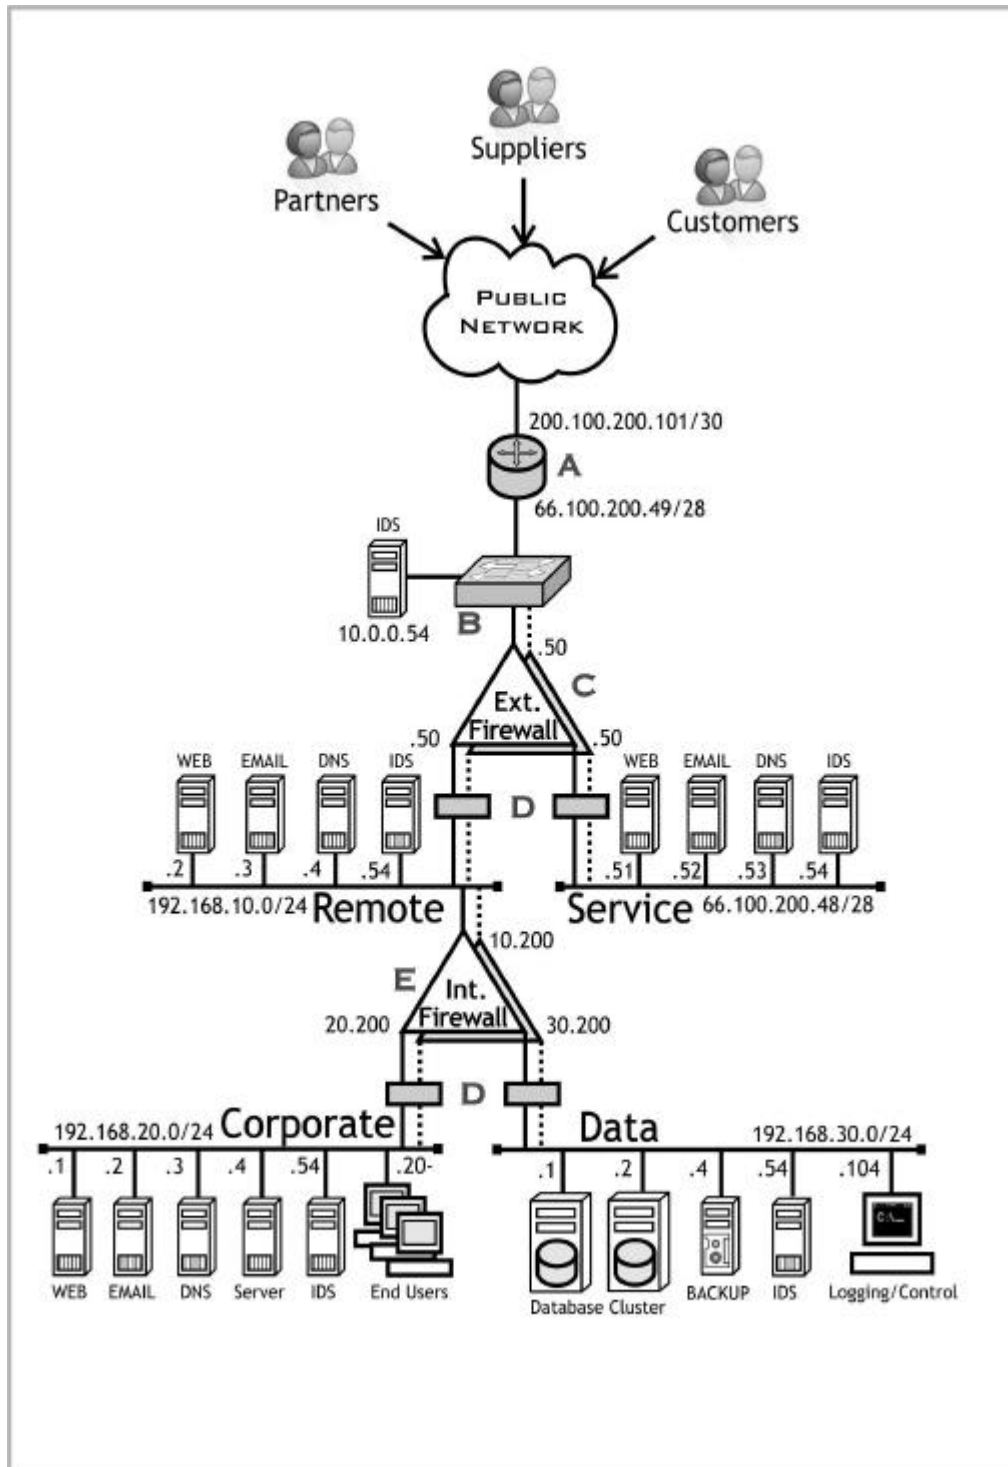 Suppliers
Partners
Customers
PUBLIC
NETWORK
200.100.200.101/30
A
66.100.200.49/28
IDS
B
10.0.0.54
.50
C
Ext.
Firewall
.50
.50
WEB EMAIL DNS IDS
WEB EMAIL DNS IDS
D
.2 .3 .4 .54
.51 .52 .53 .54
192.168.10.0/24 Remote
Service 66.100.200.48/28
10.200
E
Int.
Firewall
20.200
30.200
D
192.168.20.0/24 Corporate
Data 192.168.30.0/24
.1 .2 .3 .4 .54 .20-
.1 .2 .4 .54 .104
C:\_
WEB EMAIL DNS Server IDS End Users
Database Cluster BACKUP IDS Logging/Control